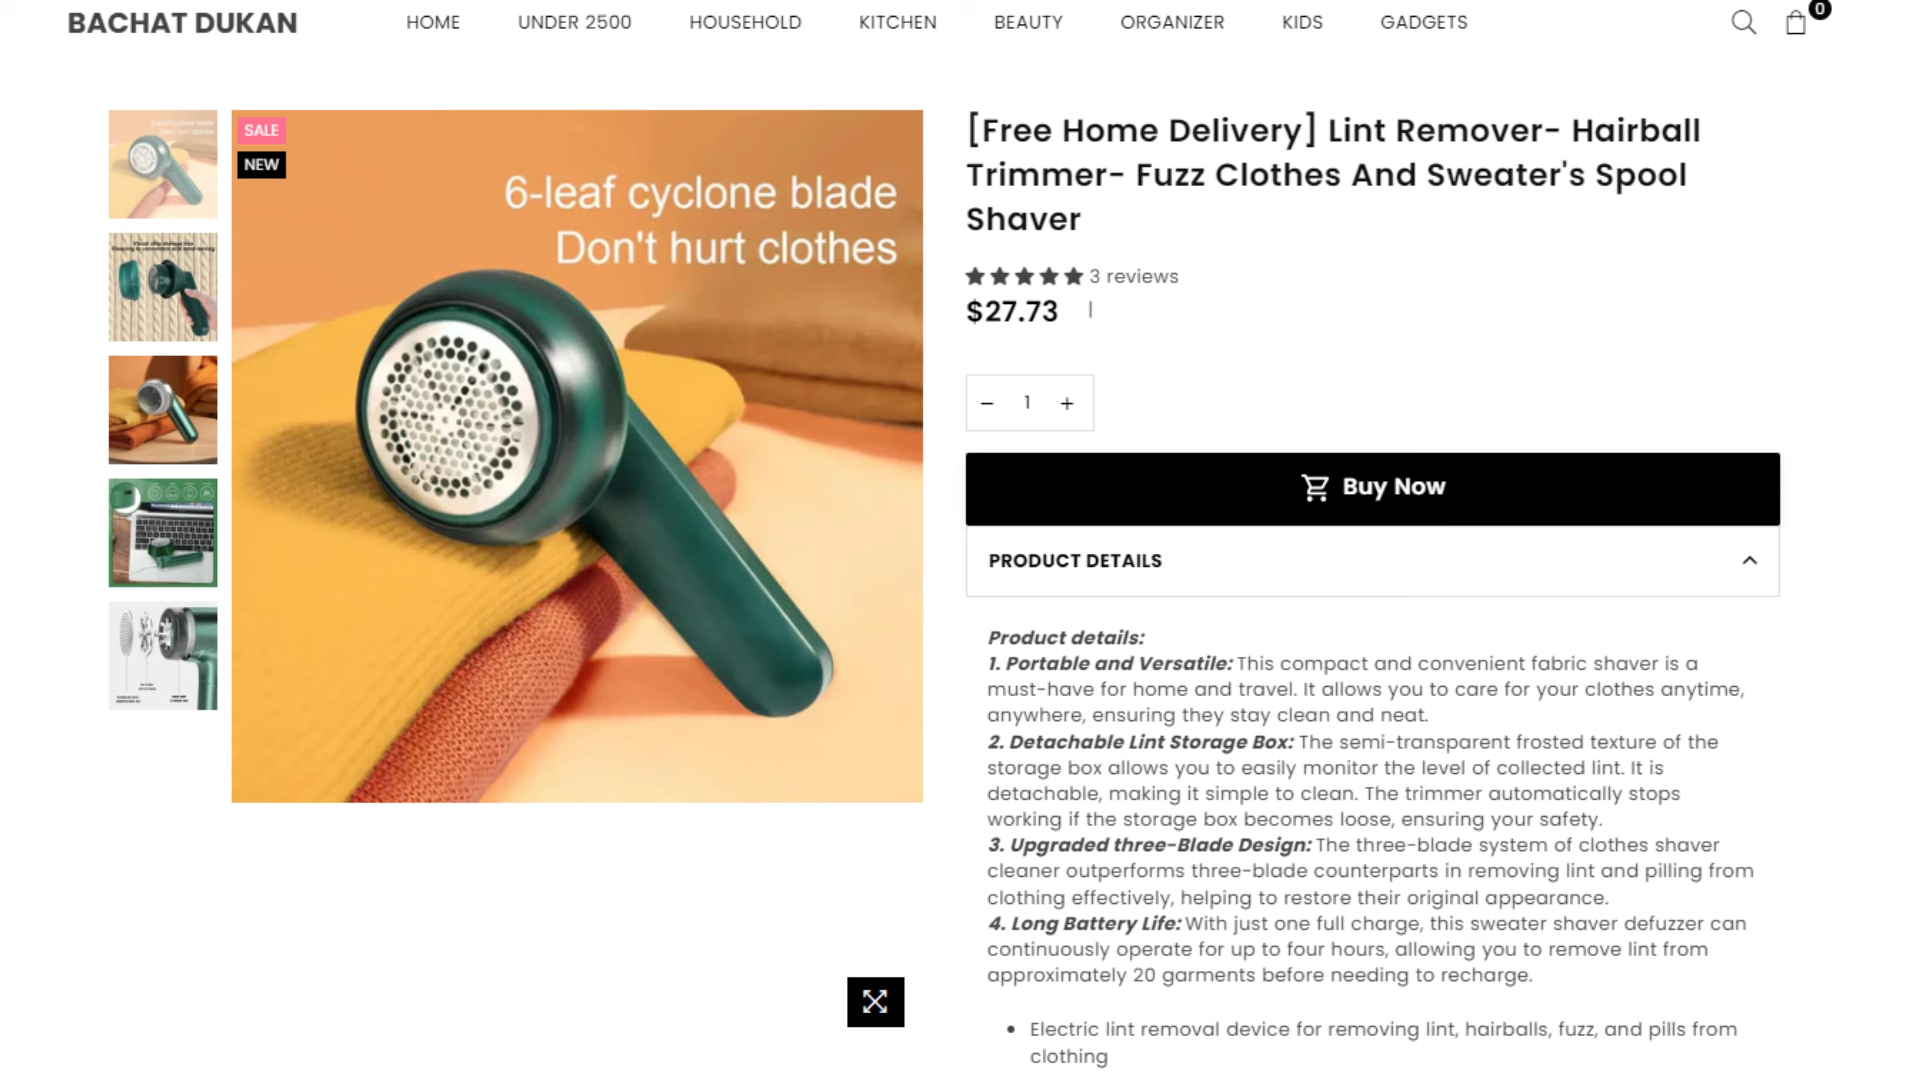 BACHAT DUKAN
HOME
UNDER 2500
HOUSEHOLD
KITCHEN
BEAUTY
ORGANIZER
KIDS
GADGETS
0
SALE
NEW
6-leaf cyclone blade
Don't hurt clothes
[Free Home Delivery] Lint Remover- Hairball
Trimmer- Fuzz Clothes And Sweater's Spool
Shaver
3 reviews
$27.73
− 1 +
Buy Now
PRODUCT DETAILS
Product details:
1. Portable and Versatile: This compact and convenient fabric shaver is a
must-have for home and travel. It allows you to care for your clothes anytime,
anywhere, ensuring they stay clean and neat.
2. Detachable Lint Storage Box: The semi-transparent frosted texture of the
storage box allows you to easily monitor the level of collected lint. It is
detachable, making it simple to clean. The trimmer automatically stops
working if the storage box becomes loose, ensuring your safety.
3. Upgraded three-Blade Design: The three-blade system of clothes shaver
cleaner outperforms three-blade counterparts in removing lint and pilling from
clothing effectively, helping to restore their original appearance.
4. Long Battery Life: With just one full charge, this sweater shaver defuzzer can
continuously operate for up to four hours, allowing you to remove lint from
approximately 20 garments before needing to recharge.
• Electric lint removal device for removing lint, hairballs, fuzz, and pills from
clothing